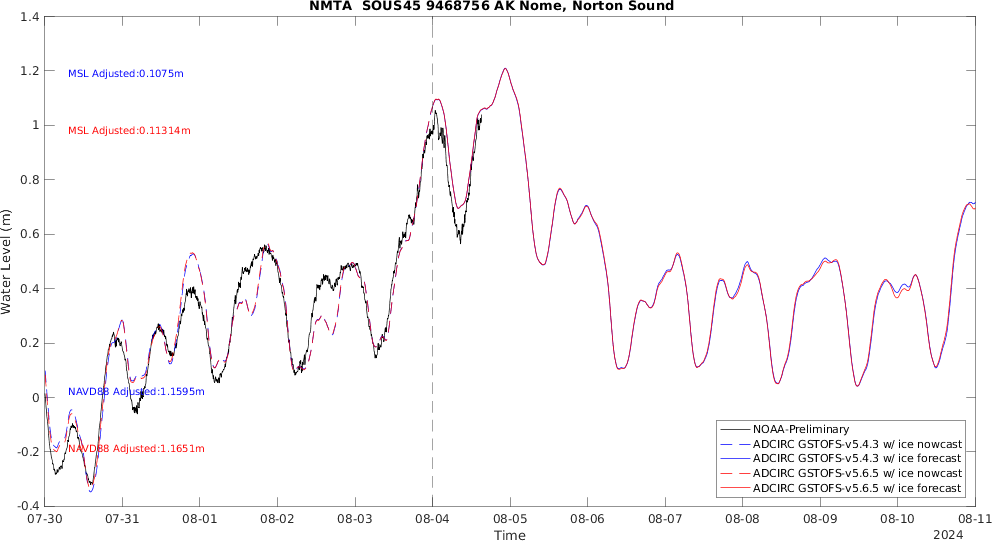 NMTA  SOUS45 9468756 AK Nome, Norton Sound
1.4
1.2
1
0.8
0.6
0.4
0.2
0
-0.2
-0.4
Water Level (m)
MSL Adjusted:0.1075m
MSL Adjusted:0.11314m
NAVD88 Adjusted:1.1595m
NAVD88 Adjusted:1.1651m
NOAA-Preliminary
ADCIRC GSTOFS-v5.4.3 w/ ice nowcast
ADCIRC GSTOFS-v5.4.3 w/ ice forecast
ADCIRC GSTOFS-v5.6.5 w/ ice nowcast
ADCIRC GSTOFS-v5.6.5 w/ ice forecast
07-30 07-31 08-01 08-02 08-03 08-04 08-05 08-06 08-07 08-08 08-09 08-10 08-11
Time
2024